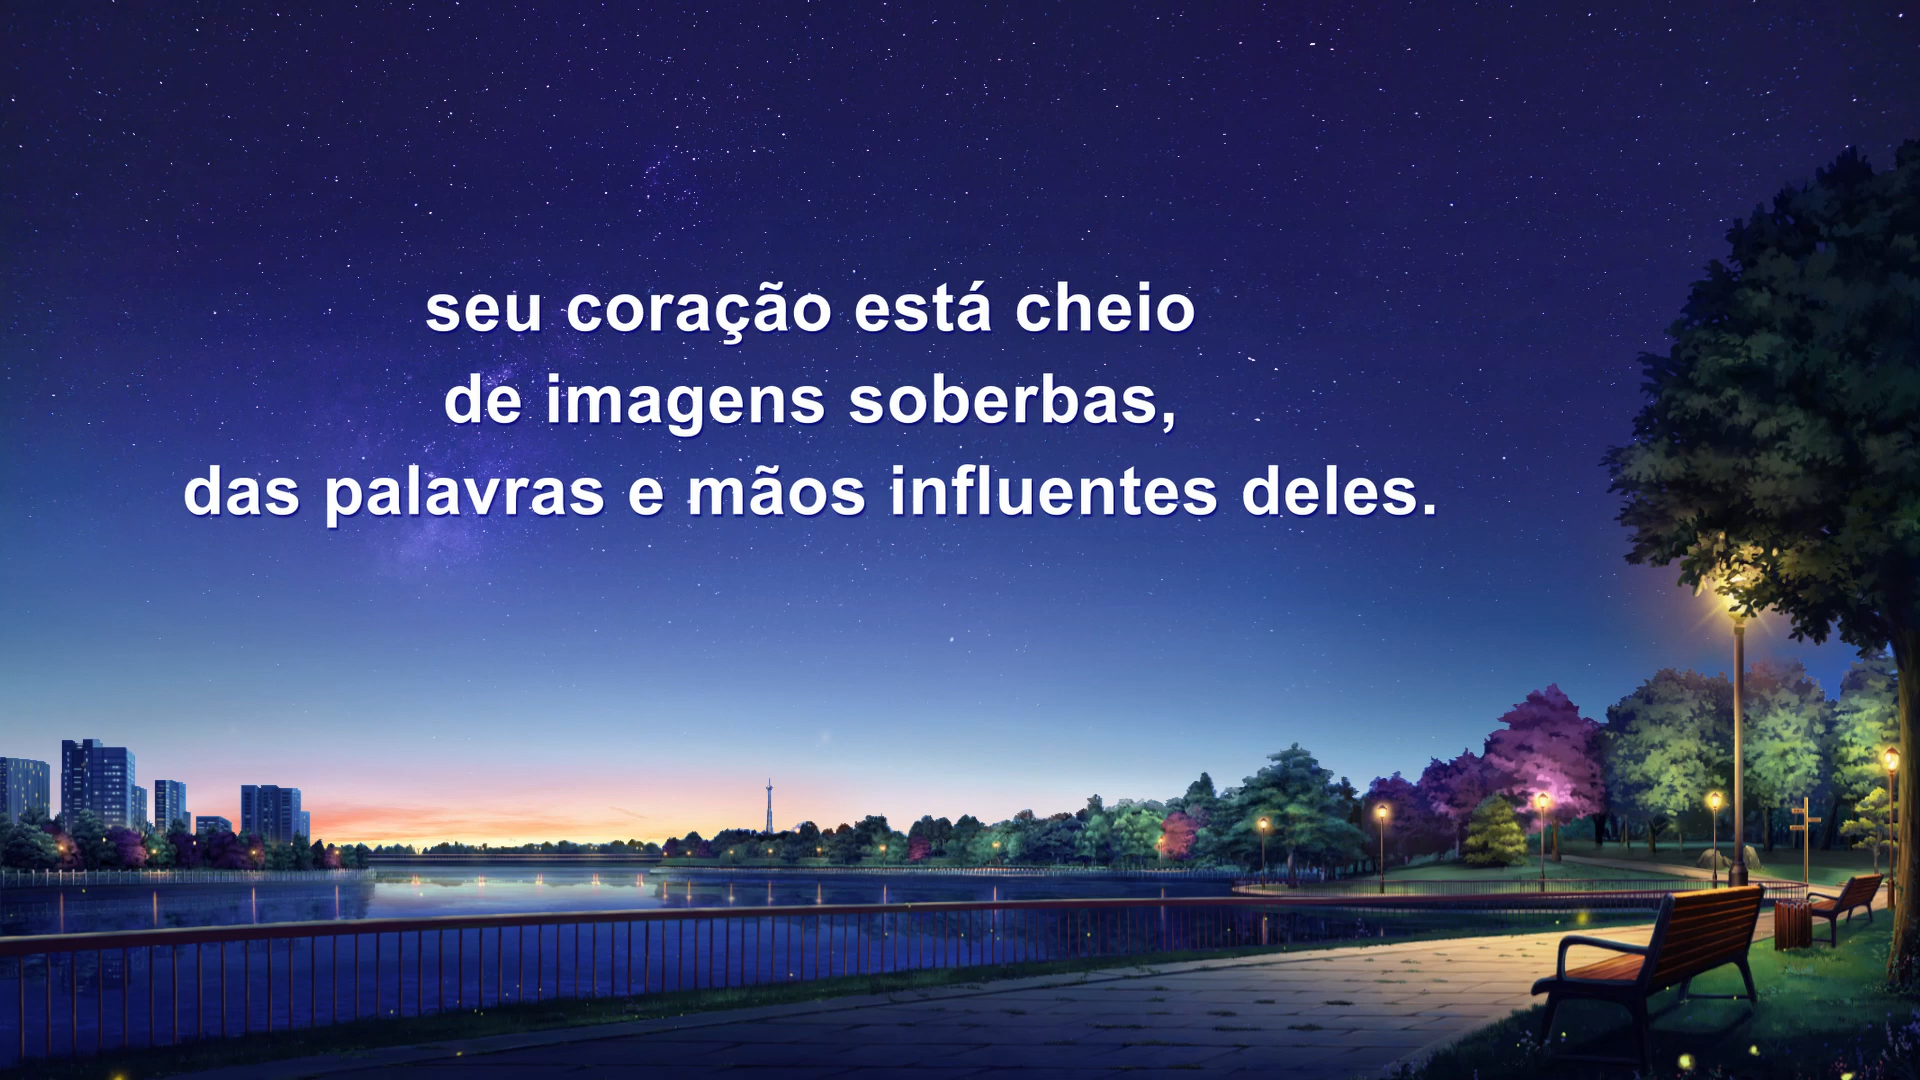 seu coração está cheio
de imagens soberbas,
das palavras e mãos influentes deles.